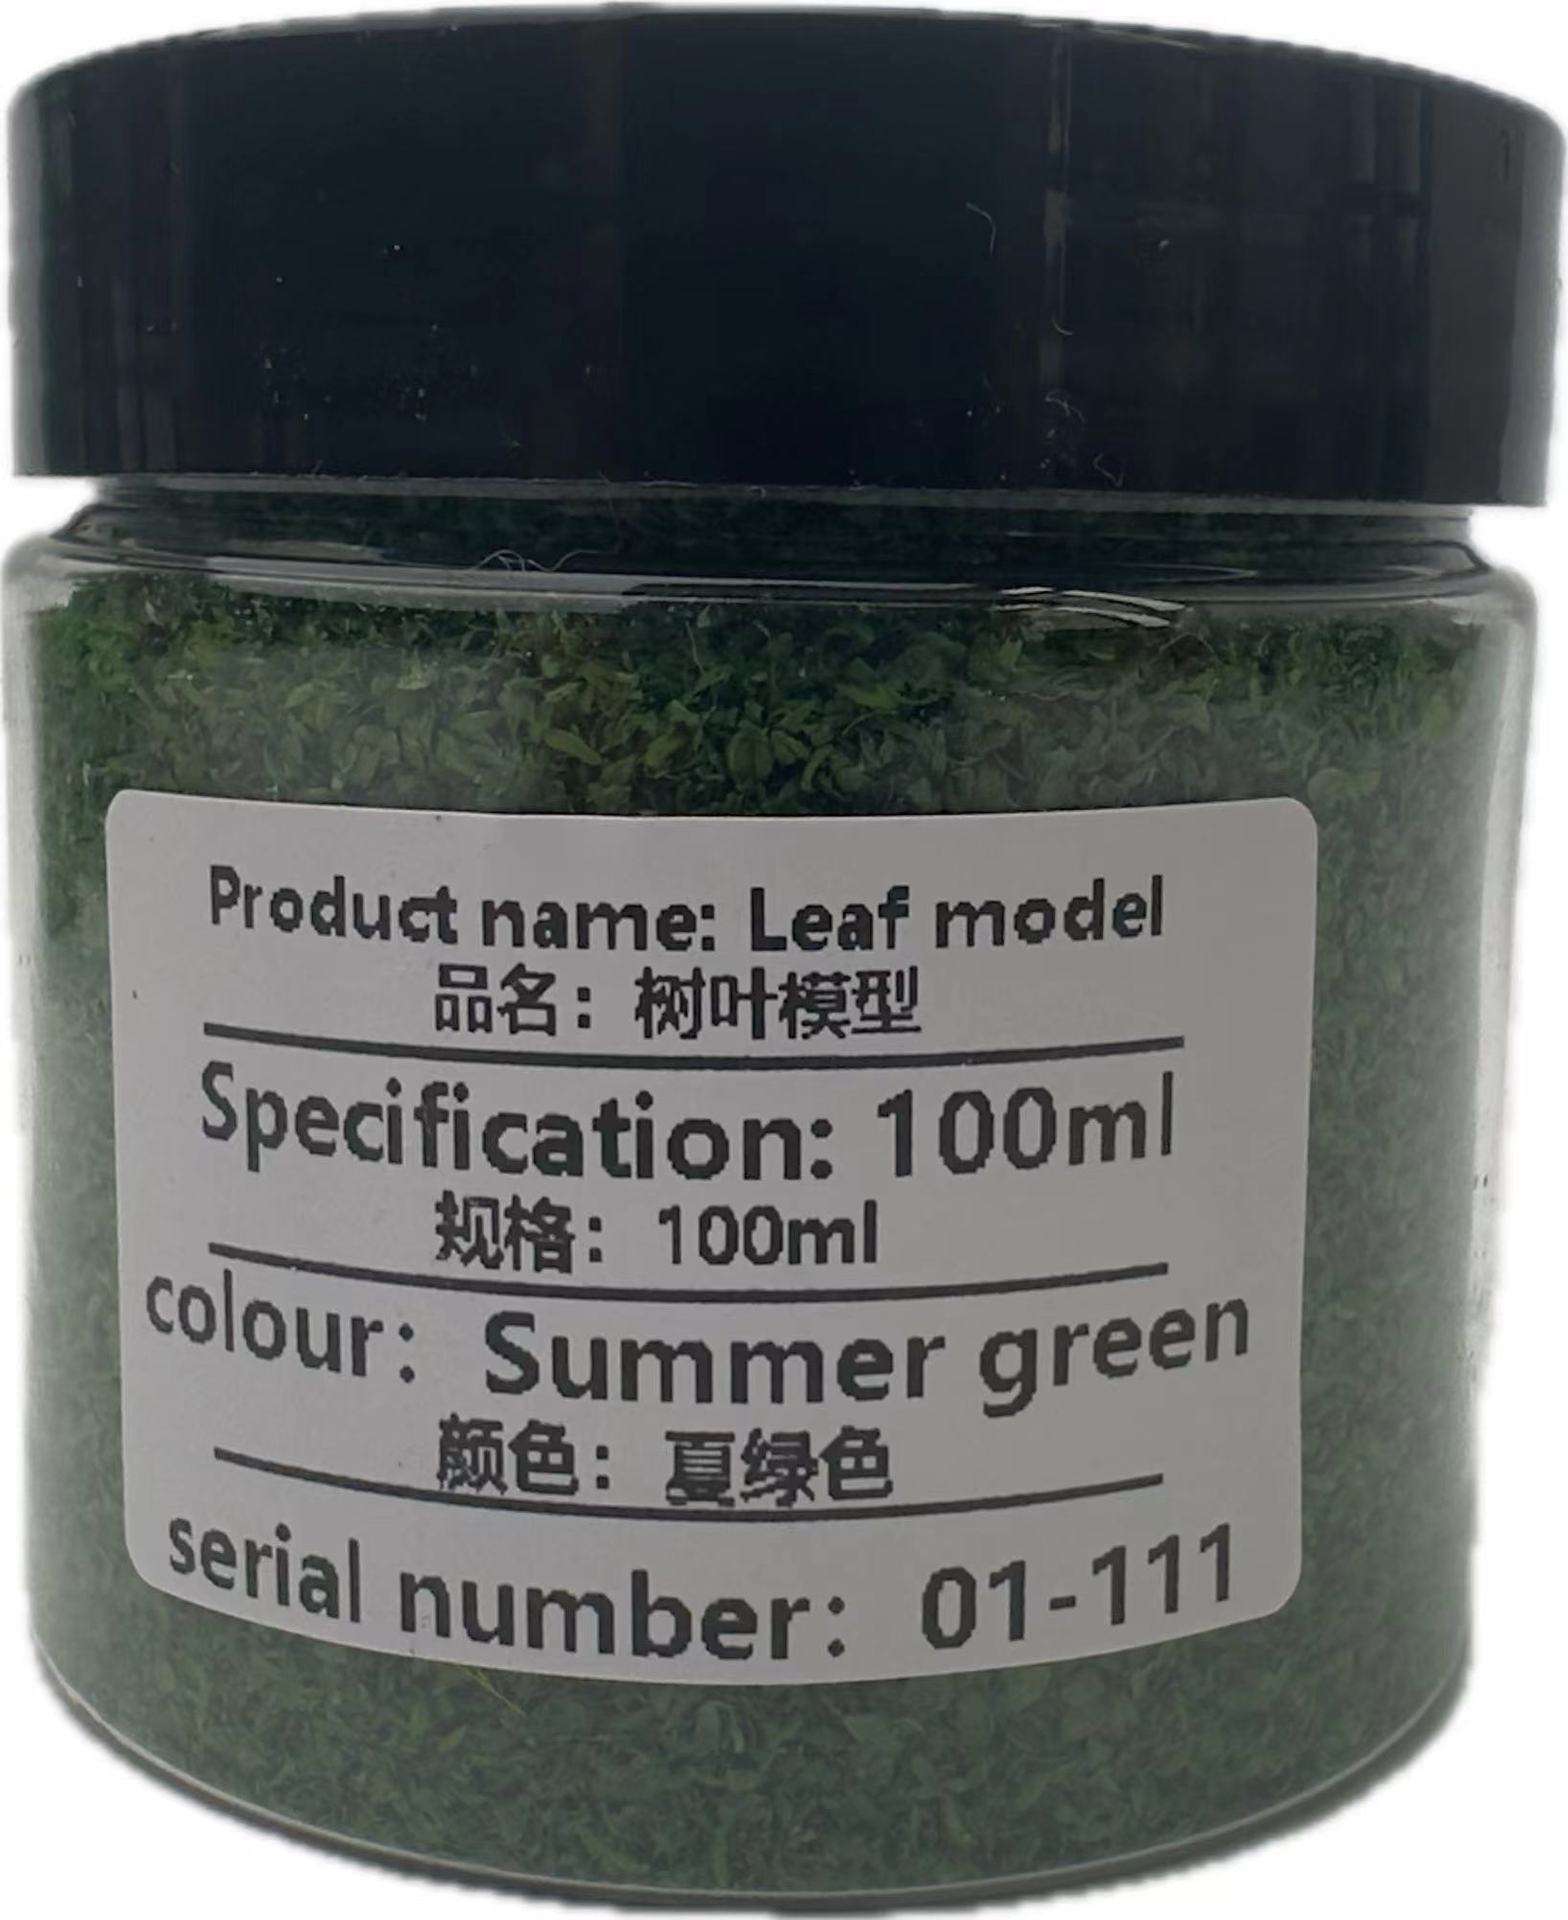 Product name: Leaf model
品名：树叶模型
Specification: 100ml
规格：100ml
colour：Summer green
颜色：夏绿色
serial number：01-111